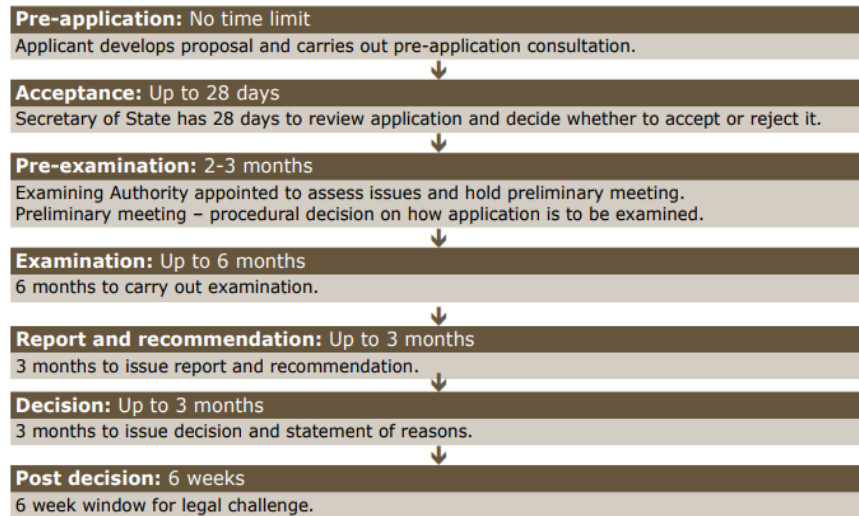 Pre-application: No time limit
Applicant develops proposal and carries out pre-application consultation.
Acceptance: Up to 28 days
Secretary of State has 28 days to review application and decide whether to accept or reject it.
Pre-examination: 2-3 months
Examining Authority appointed to assess issues and hold preliminary meeting.
Preliminary meeting – procedural decision on how application is to be examined.
Examination: Up to 6 months
6 months to carry out examination.
Report and recommendation: Up to 3 months
3 months to issue report and recommendation.
Decision: Up to 3 months
3 months to issue decision and statement of reasons.
Post decision: 6 weeks
6 week window for legal challenge.